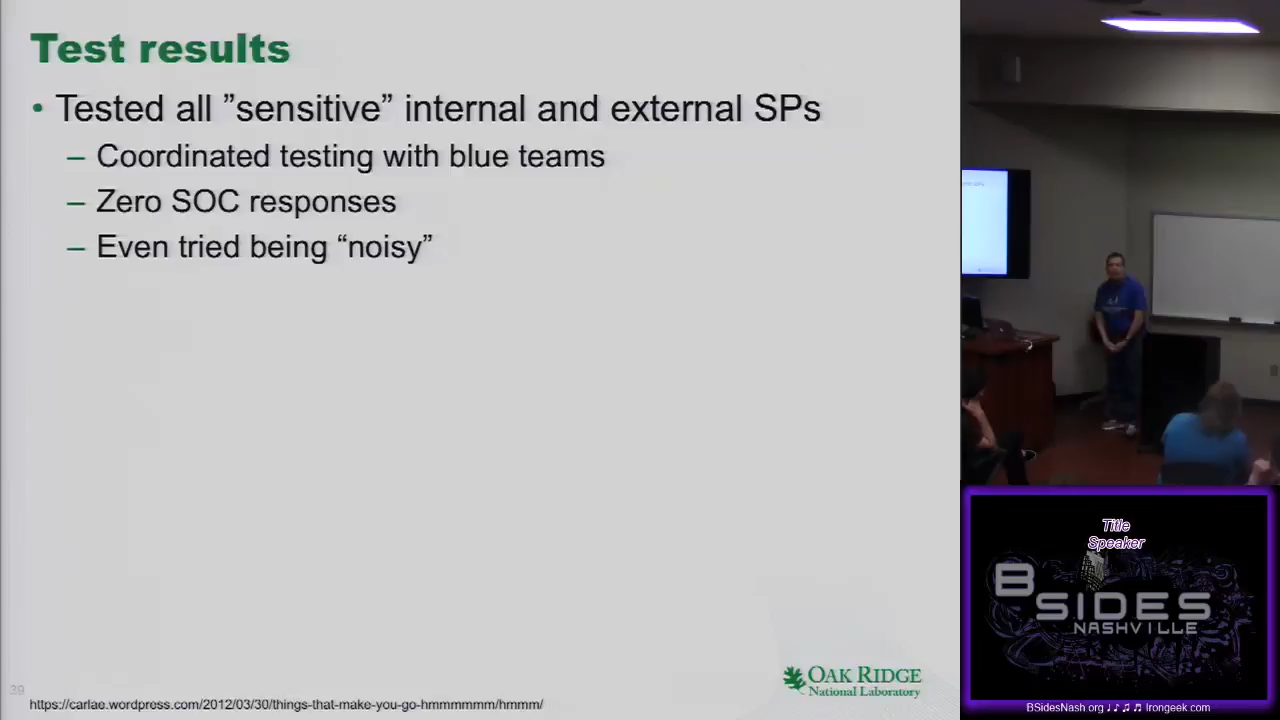 Test results
• Tested all ”sensitive” internal and external SPs
– Coordinated testing with blue teams
– Zero SOC responses
– Even tried being “noisy”
39
https://carlae.wordpress.com/2012/03/30/things-that-make-you-go-hmmmmmm/hmmm/
OAK RIDGE
National Laboratory
Title
Speaker
BSIDES
NASHVILLE
BSidesNash.org ♩♪♫♬ Irongeek.com